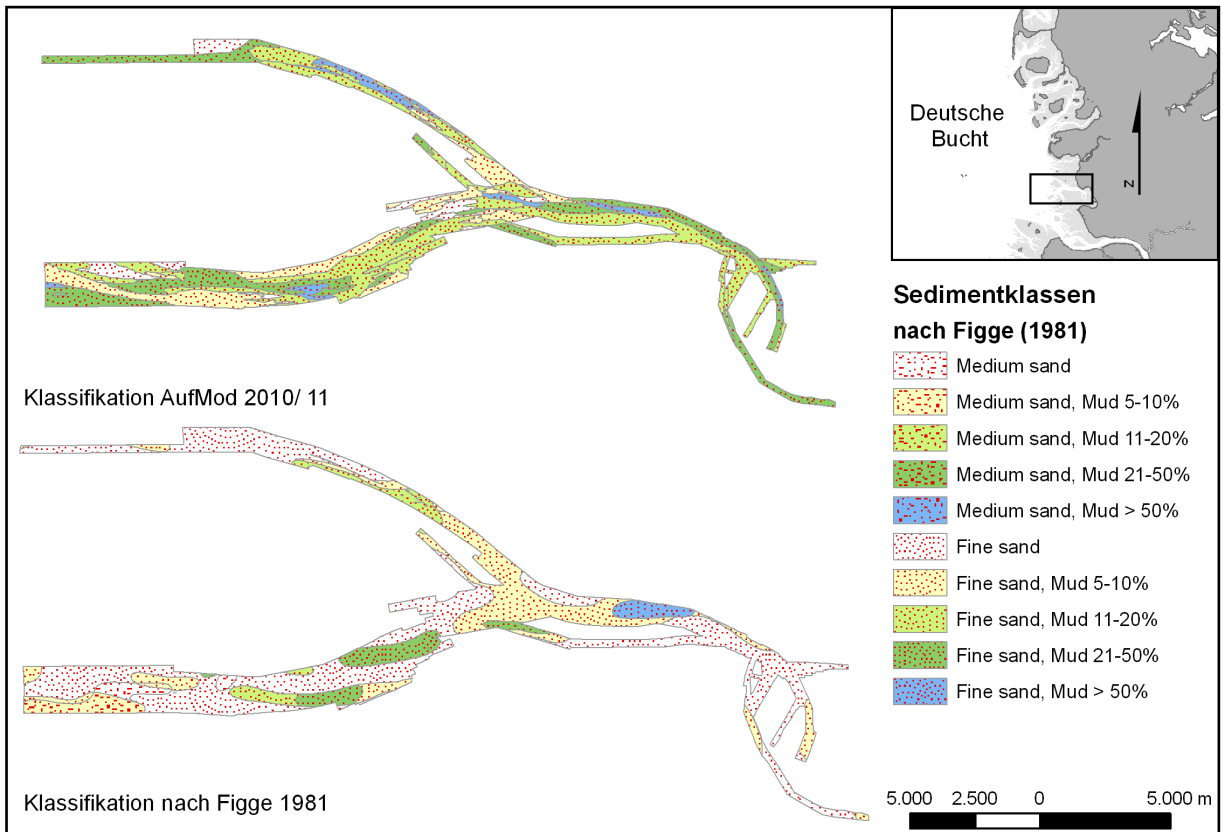 Deutsche
Bucht
N
Klassifikation AufMod 2010/ 11
Klassifikation nach Figge 1981
Sedimentklassen
nach Figge (1981)
Medium sand
Medium sand, Mud 5-10%
Medium sand, Mud 11-20%
Medium sand, Mud 21-50%
Medium sand, Mud > 50%
Fine sand
Fine sand, Mud 5-10%
Fine sand, Mud 11-20%
Fine sand, Mud 21-50%
Fine sand, Mud > 50%
5.000 2.500 0 5.000 m